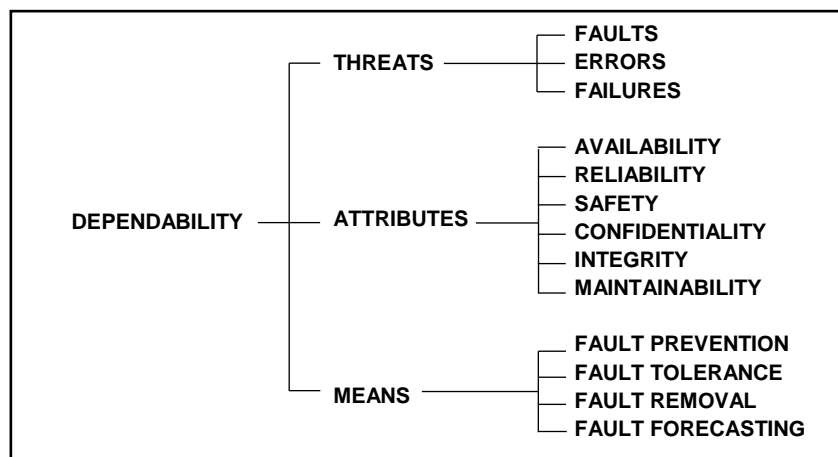 DEPENDABILITY
THREATS
FAULTS
ERRORS
FAILURES
ATTRIBUTES
AVAILABILITY
RELIABILITY
SAFETY
CONFIDENTIALITY
INTEGRITY
MAINTAINABILITY
MEANS
FAULT PREVENTION
FAULT TOLERANCE
FAULT REMOVAL
FAULT FORECASTING